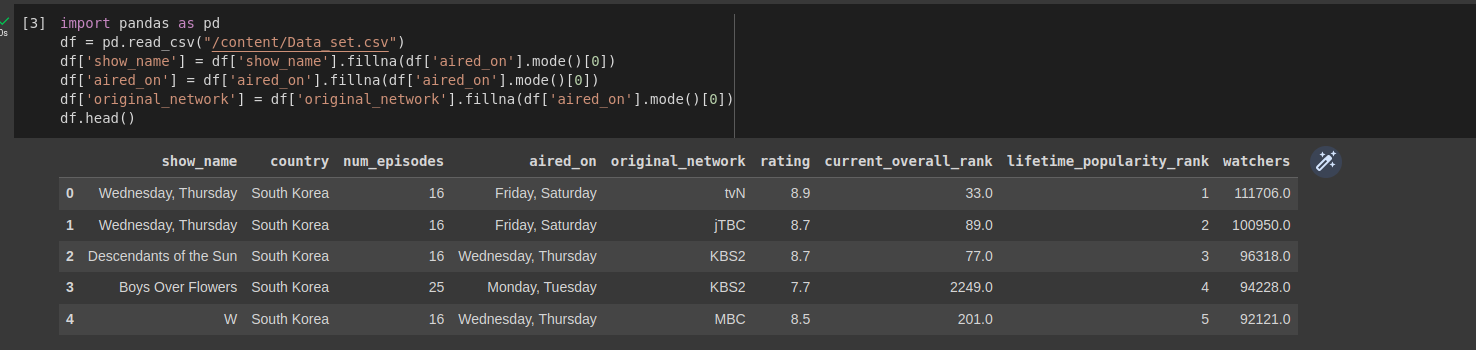 [3] import pandas as pd
0s
df = pd.read_csv("/content/Data_set.csv")
df['show_name'] = df['show_name'].fillna(df['aired_on'].mode()[0])
df['aired_on'] = df['aired_on'].fillna(df['aired_on'].mode()[0])
df['original_network'] = df['original_network'].fillna(df['aired_on'].mode()[0])
df.head()
show_name country num_episodes aired_on original_network rating current_overall_rank lifetime_popularity_rank watchers
0 Wednesday, Thursday South Korea 16 Friday, Saturday tvN 8.9 33.0 1 111706.0
1 Wednesday, Thursday South Korea 16 Friday, Saturday jTBC 8.7 89.0 2 100950.0
2 Descendants of the Sun South Korea 16 Wednesday, Thursday KBS2 8.7 77.0 3 96318.0
3 Boys Over Flowers South Korea 25 Monday, Tuesday KBS2 7.7 2249.0 4 94228.0
4 W South Korea 16 Wednesday, Thursday MBC 8.5 201.0 5 92121.0